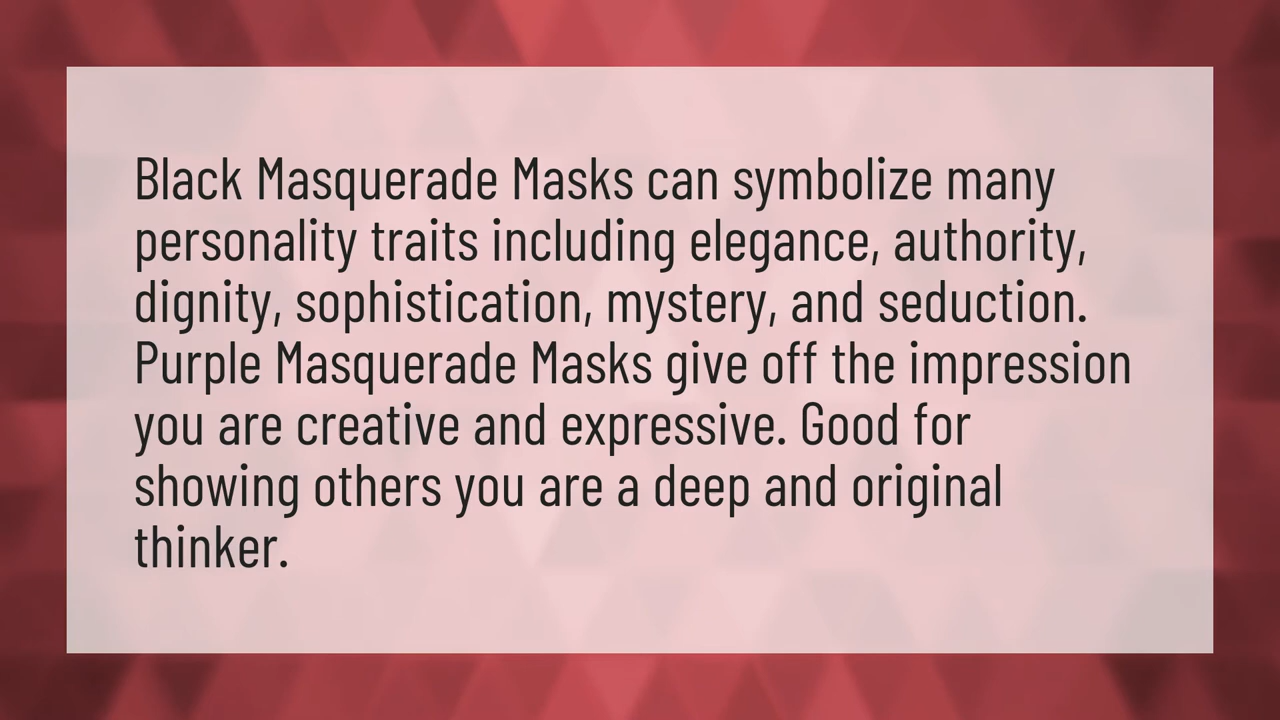 Black Masquerade Masks can symbolize many
personality traits including elegance, authority,
dignity, sophistication, mystery, and seduction.
Purple Masquerade Masks give off the impression
you are creative and expressive. Good for
showing others you are a deep and original
thinker.